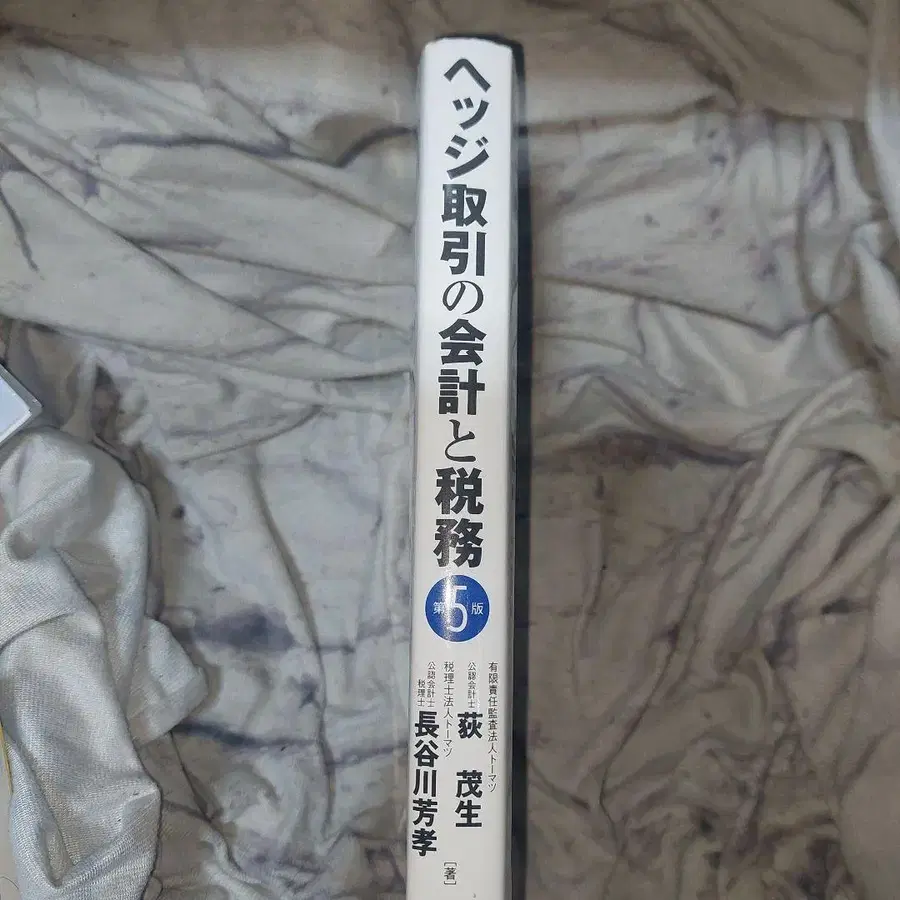 ヘッジ取引の会計と税務
第5版
有限責任監査法人トーマツ
公認会計士 荻 茂生
税理士法人トーマツ
公認会計士 税理士 長谷川芳孝
[著]